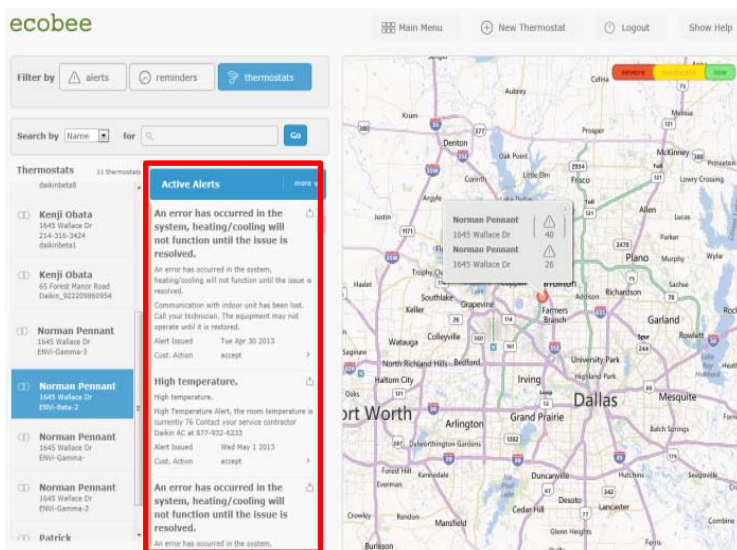 ecobee
Main Menu
New Thermostat
Logout
Show Help
Filter by
alerts
reminders
thermostats
Search by Name for
Go
Thermostats 11 thermostats
daikinbeta8
Kenji Obata
1645 Wallace Dr
214-316-3424
daikinbeta1
Kenji Obata
65 Forest Manor Road
Daikin_922209860954
Norman Pennant
1645 Wallace Dr
ENVi-Gamma-3
Norman Pennant
1645 Wallace Dr
ENVi-Beta-2
Norman Pennant
1645 Wallace Dr
ENVi-Gamma-
Norman Pennant
1645 Wallace Dr
ENVi-Gamma-2
Patrick
Active Alerts
more
An error has occurred in the
system, heating/cooling will
not function until the issue is
resolved.
An error has occurred in the system,
heating/cooling will not function until the issue is
resolved.
Communication with indoor unit has been lost.
Call your technician. The equipment may not
operate until it is restored.
Alert Issued Tue Apr 30 2013
Cust. Action accept
High temperature.
High temperature.
High Temperature Alert, the room temperature is
currently 76 Contact your service contractor
Daikin AC at 877-932-6233
Alert Issued Wed May 1 2013
Cust. Action accept
An error has occurred in the
system, heating/cooling will
not function until the issue is
resolved.
An error has occurred in the system,
severe
low
Celina
Aubrey
Melissa
Krum
Denton
Prosper
McKinney
Princeton
Oak Point
Corinth
Little Elm
Frisco
Lowry Crossing
Argyle
Allen
Lucas
Justin
Parker
Plano
Murphy
Wylie
Norman Pennant
1645 Wallace Dr
40
Norman Pennant
1645 Wallace Dr
26
Haslet
Southlake
Grapevine
Addison
Richardson
Sachse
Keller
Farmers
Branch
Garland
Watauga
Colleyville
Rowlett
Saginaw
North Richland Hills
Bedford
University Park
Haltom City
Irving
Highland Park
Dallas
Mesquite
ort Worth
Arlington
Grand Prairie
Balch Springs
Dalworthington Gardens
Forest Hill
Kennedale
Duncanville
Hutchins
Seagoville
Everman
Desoto
Cedar Hill
Lancaster
Crowley
Rendon
Mansfield
Combine
Glenn Heights
Burleson
Ferris